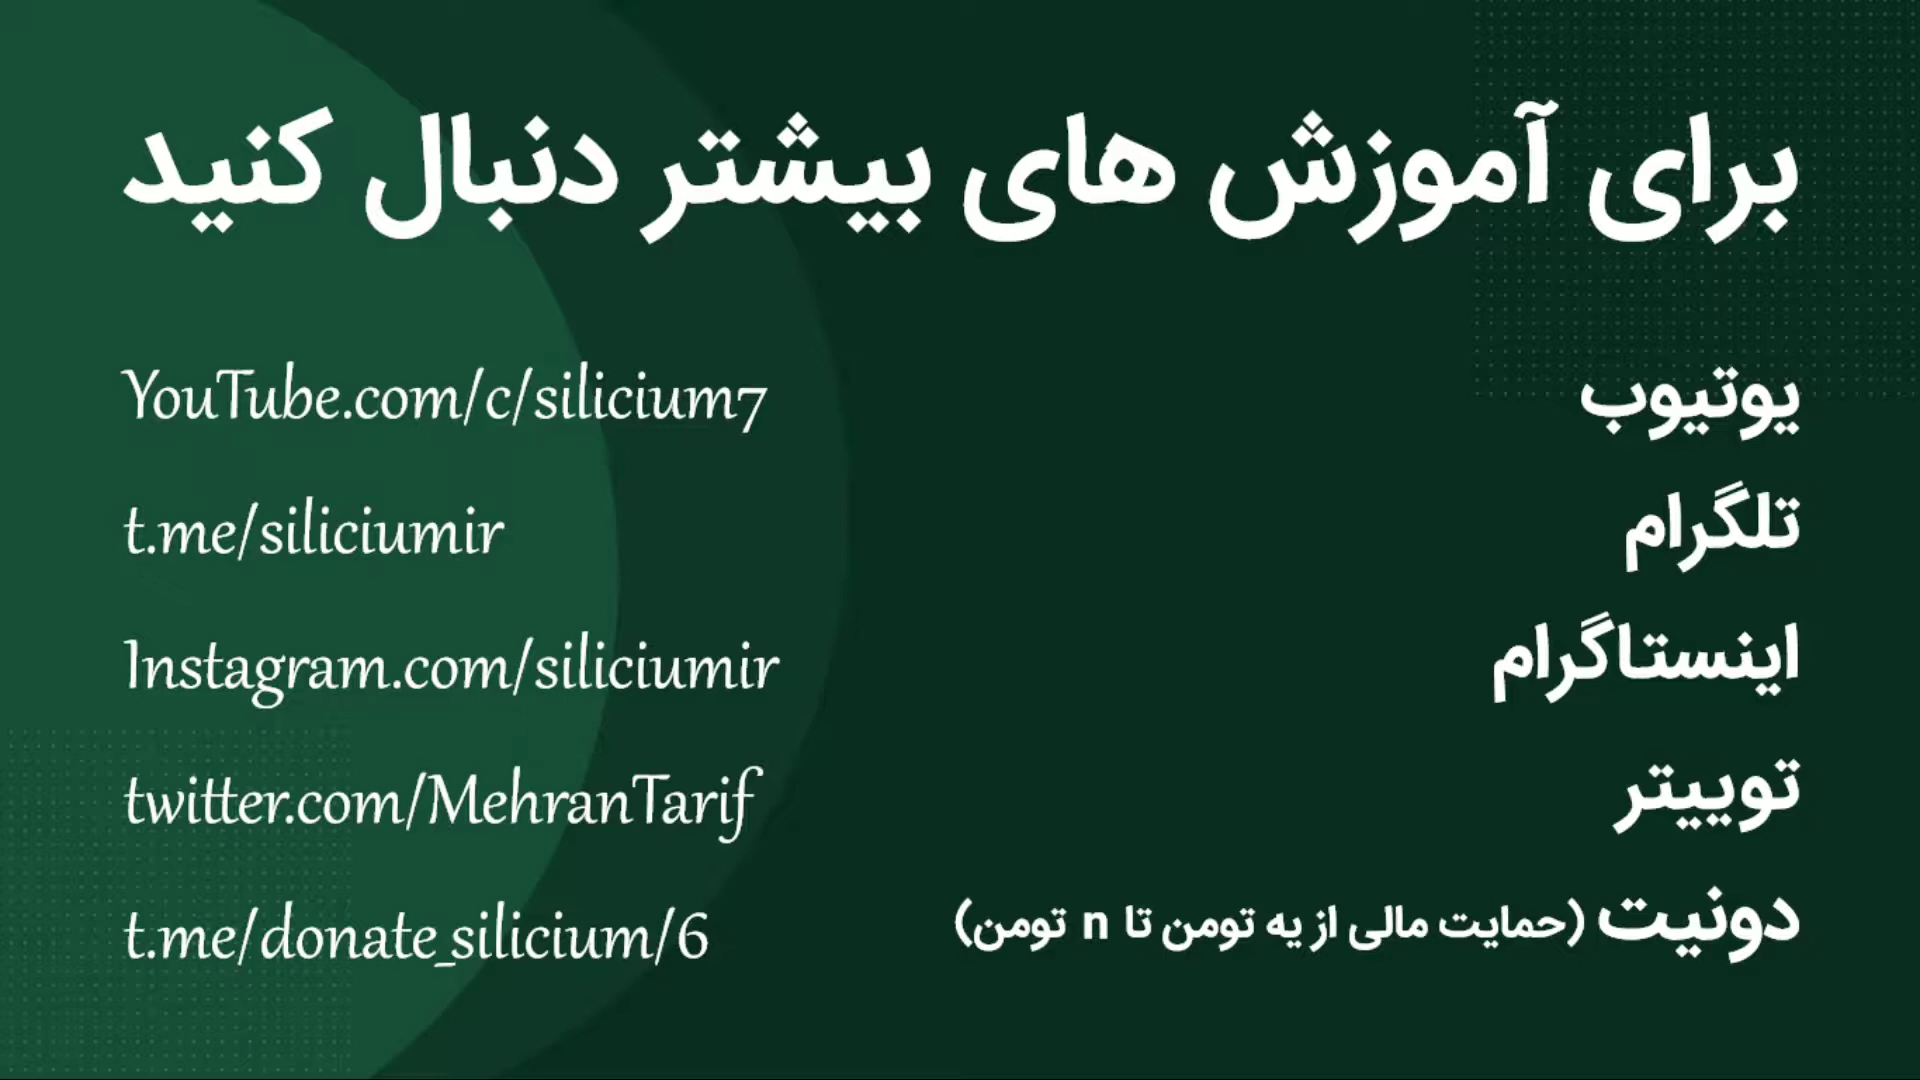 برای آموزش های بیشتر دنبال کنید
یوتیوب YouTube.com/c/silicium7
تلگرام t.me/siliciumir
اینستاگرام Instagram.com/siliciumir
توییتر twitter.com/MehranTarif
دونیت (حمایت مالی از یه تومن تا n تومن) t.me/donate_silicium/6